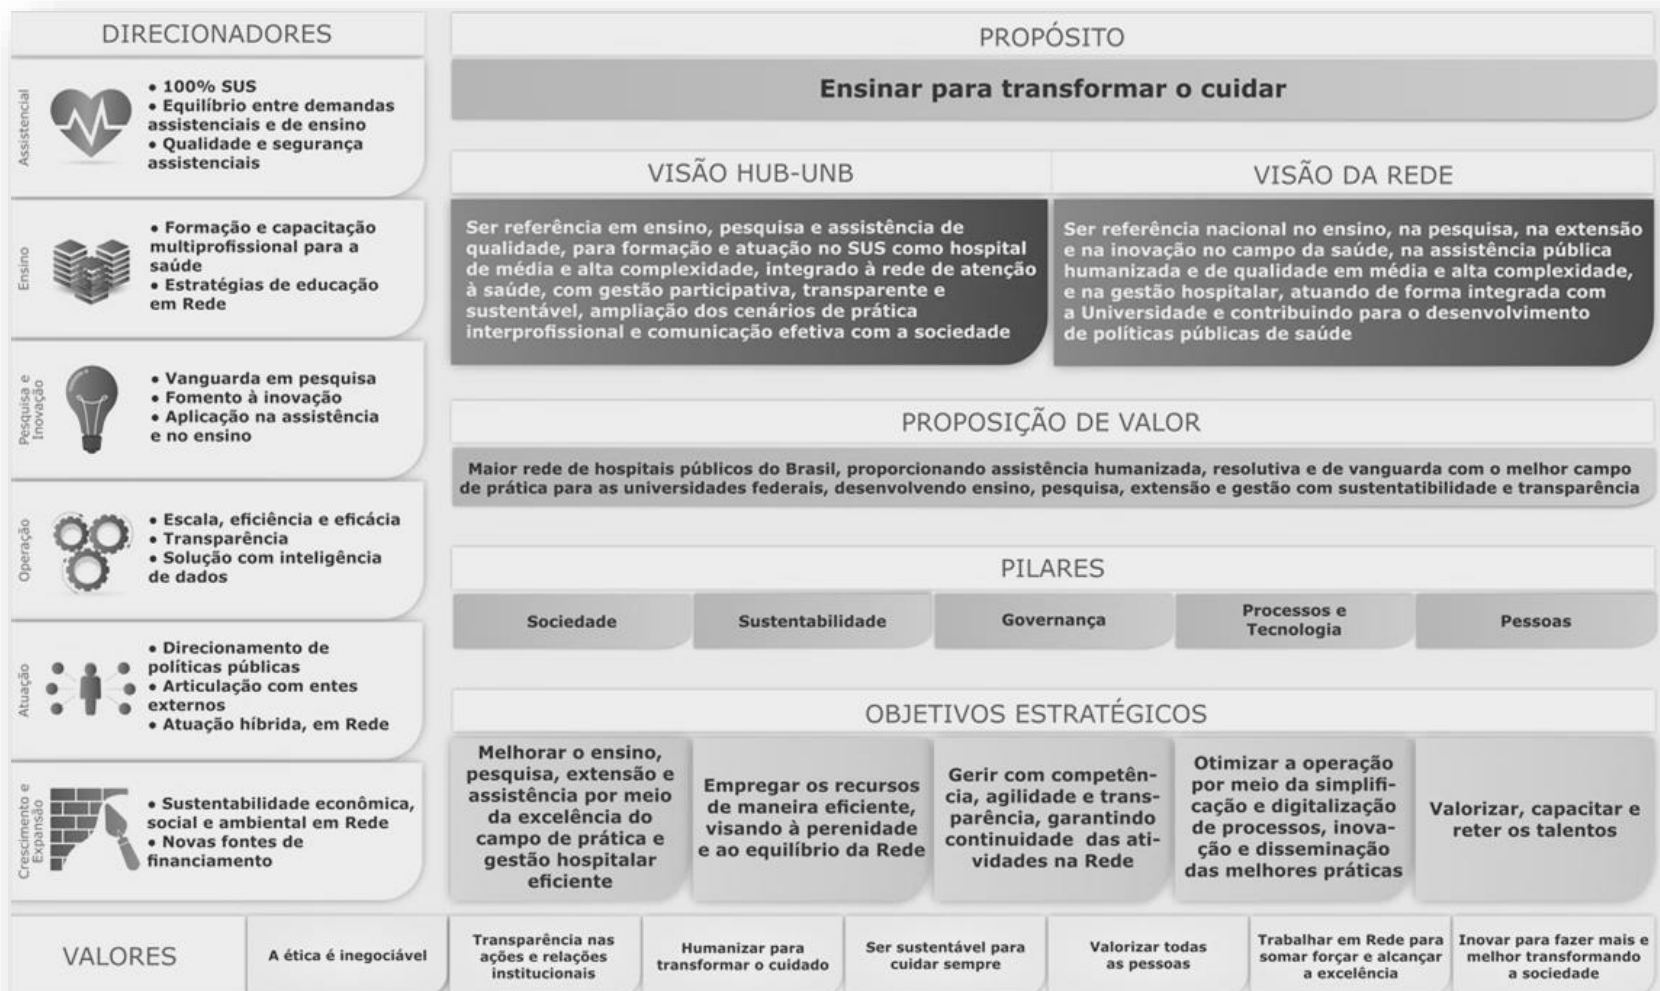 DIRECIONADORES
Assistencial
• 100% SUS
• Equilíbrio entre demandas
assistenciais e de ensino
• Qualidade e segurança
assistenciais
Ensino
• Formação e capacitação
multiprofissional para a
saúde
• Estratégias de educação
em Rede
Pesquisa e
Inovação
• Vanguarda em pesquisa
• Fomento à inovação
• Aplicação na assistência
e no ensino
Operação
• Escala, eficiência e eficácia
• Transparência
• Solução com inteligência
de dados
Atuação
• Direcionamento de
políticas públicas
• Articulação com entes
externos
• Atuação híbrida, em Rede
Crescimento e
Expansão
• Sustentabilidade econômica,
social e ambiental em Rede
• Novas fontes de
financiamento
PROPÓSITO
Ensinar para transformar o cuidar
VISÃO HUB-UNB
Ser referência em ensino, pesquisa e assistência de
qualidade, para formação e atuação no SUS como hospital
de média e alta complexidade, integrado à rede de atenção
à saúde, com gestão participativa, transparente e
sustentável, ampliação dos cenários de prática
interprofissional e comunicação efetiva com a sociedade
VISÃO DA REDE
Ser referência nacional no ensino, na pesquisa, na extensão
e na inovação no campo da saúde, na assistência pública
humanizada e de qualidade em média e alta complexidade,
e na gestão hospitalar, atuando de forma integrada com
a Universidade e contribuindo para o desenvolvimento
de políticas públicas de saúde
PROPOSIÇÃO DE VALOR
Maior rede de hospitais públicos do Brasil, proporcionando assistência humanizada, resolutiva e de vanguarda com o melhor campo
de prática para as universidades federais, desenvolvendo ensino, pesquisa, extensão e gestão com sustentatibilidade e transparência
PILARES
Sociedade
Sustentabilidade
Governança
Processos e
Tecnologia
Pessoas
OBJETIVOS ESTRATÉGICOS
Melhorar o ensino,
pesquisa, extensão e
assistência por meio
da excelência do
campo de prática e
gestão hospitalar
eficiente
Empregar os recursos
de maneira eficiente,
visando à perenidade
e ao equilíbrio da Rede
Gerir com competên-
cia, agilidade e trans-
parência, garantindo
continuidade das ati-
vidades na Rede
Otimizar a operação
por meio da simplifi-
cação e digitalização
de processos, inova-
ção e disseminação
das melhores práticas
Valorizar, capacitar e
reter os talentos
VALORES
A ética é inegociável
Transparência nas
ações e relações
institucionais
Humanizar para
transformar o cuidado
Ser sustentável para
cuidar sempre
Valorizar todas
as pessoas
Trabalhar em Rede para
somar forçar e alcançar
a excelência
Inovar para fazer mais e
melhor transformando
a sociedade